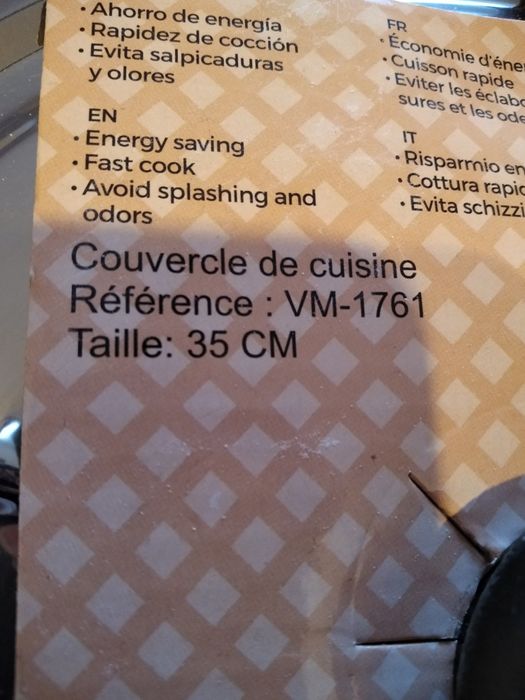 • Ahorro de energía
• Rapidez de cocción
• Evita salpicaduras
y olores
EN
• Energy saving
• Fast cook
• Avoid splashing and
odors
FR
• Économie d'éne
• Cuisson rapide
• Eviter les éclabo
sures et les ode
IT
• Risparmio en
• Cottura rapid
• Evita schizzi
Couvercle de cuisine
Référence : VM-1761
Taille: 35 CM